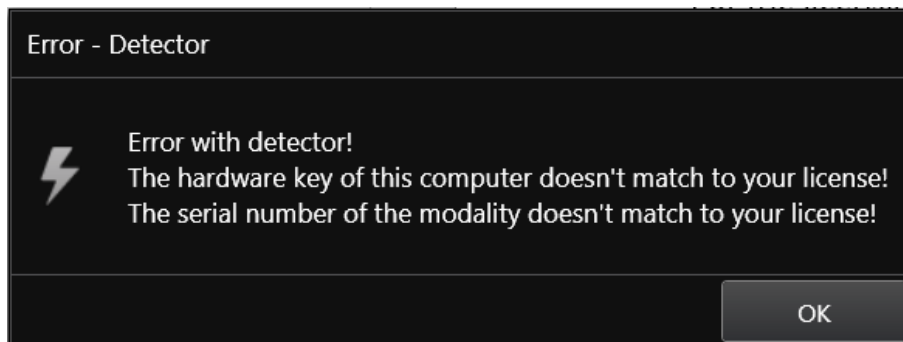 Error - Detector
Error with detector!
The hardware key of this computer doesn't match to your license!
The serial number of the modality doesn't match to your license!
OK